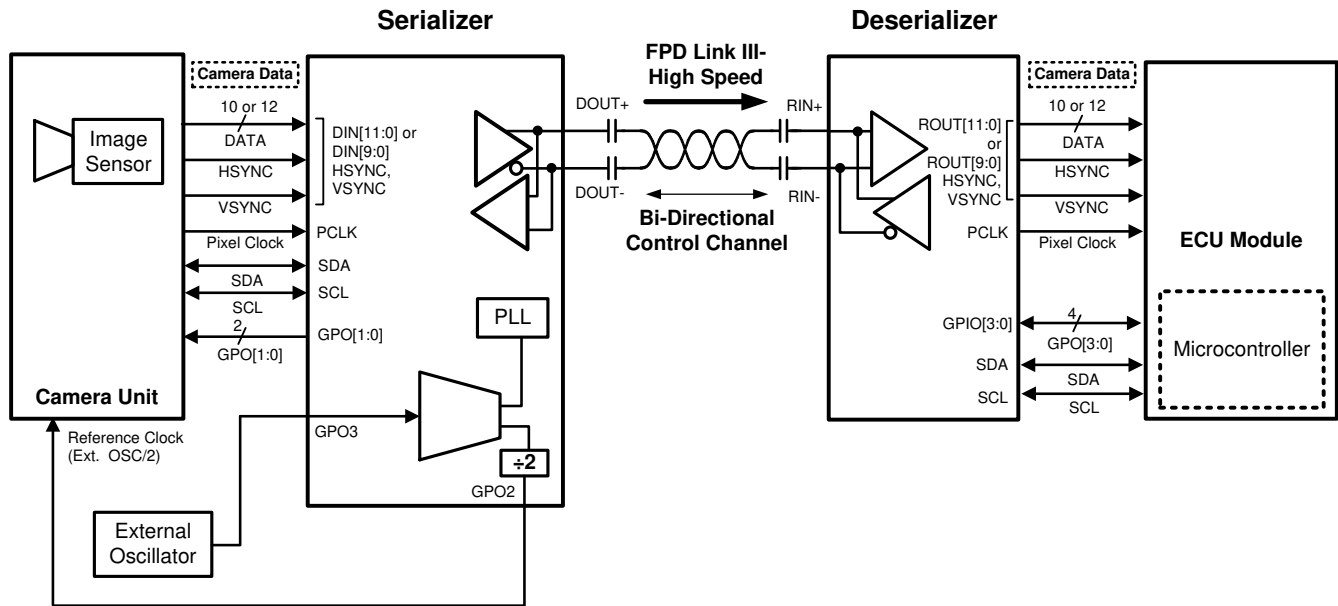 Serializer
Deserializer
Camera Data
10 or 12
DATA
HSYNC
VSYNC
Pixel Clock
SDA
SCL
2
GPO[1:0]
Image
Sensor
Camera Unit
DIN[11:0] or
DIN[9:0]
HSYNC,
VSYNC
PCLK
SDA
SCL
GPO[1:0]
PLL
GPO3
÷2
GPO2
Reference Clock
(Ext. OSC/2)
External
Oscillator
FPD Link III-
High Speed
DOUT+
DOUT-
RIN+
RIN-
Bi-Directional
Control Channel
ROUT[11:0]
or
ROUT[9:0]
HSYNC,
VSYNC
PCLK
GPIO[3:0]
SDA
SCL
Camera Data
10 or 12
DATA
HSYNC
VSYNC
Pixel Clock
4
GPO[3:0]
SDA
SCL
ECU Module
Microcontroller